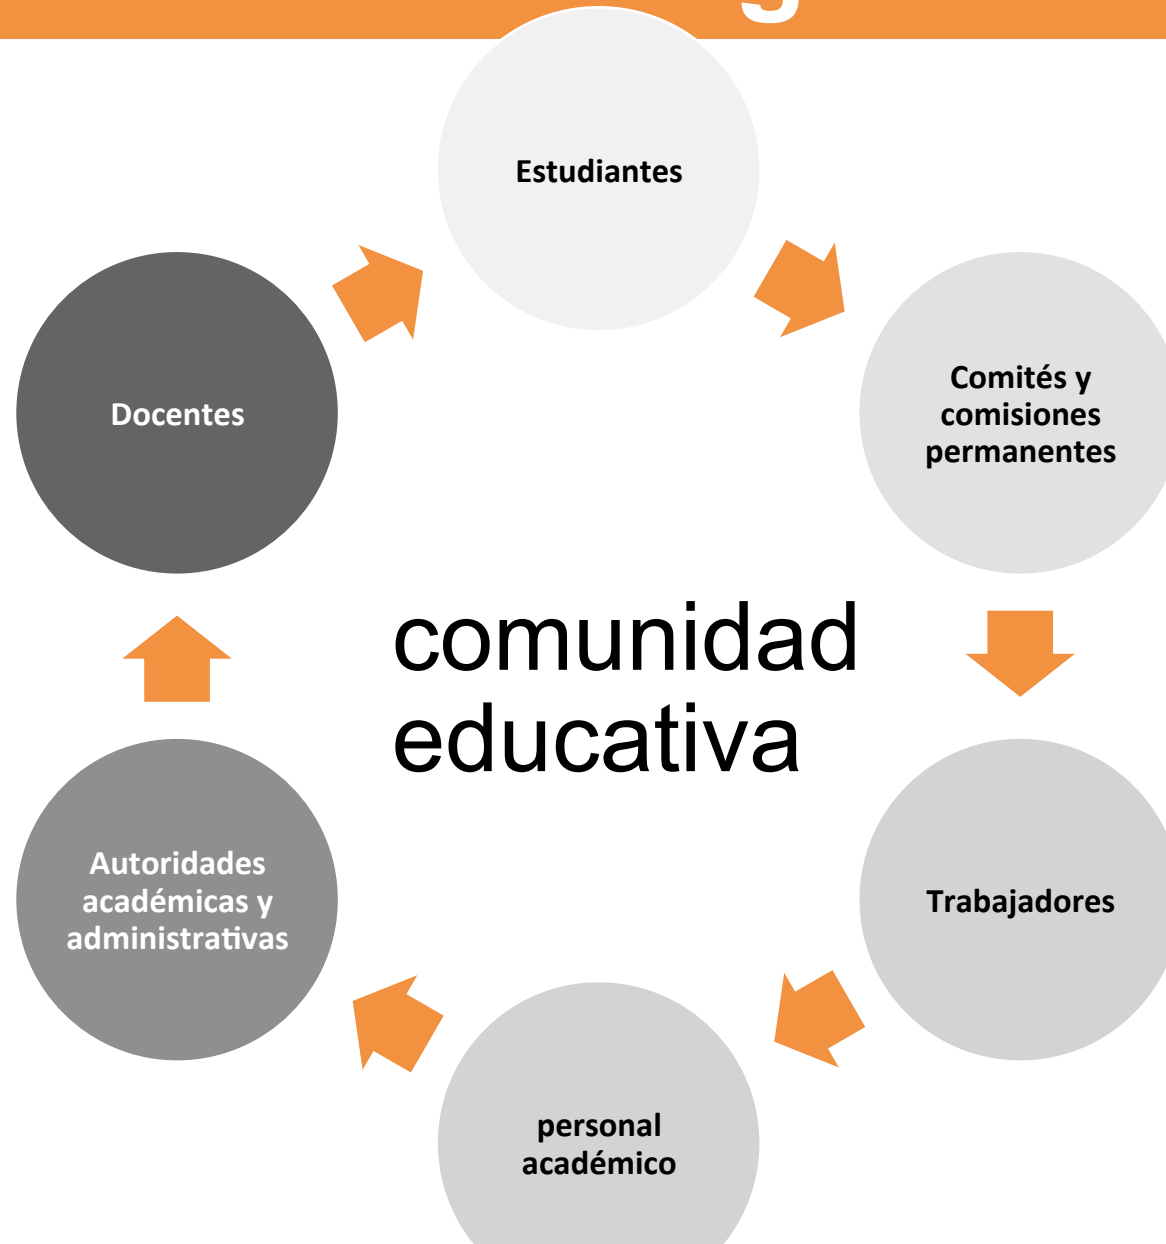 Estudiantes
Comités y
comisiones
permanentes
Trabajadores
personal
académico
Autoridades
académicas y
administrativas
Docentes
comunidad
educativa